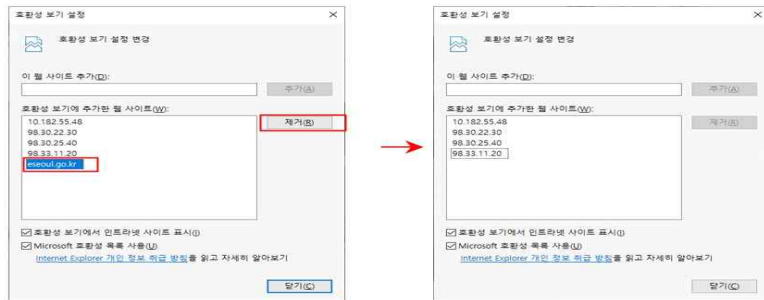 호환성 보기 설정
호환성 보기 설정 변경
이 웹 사이트 추가(D):
추가(A)
호환성 보기에 추가한 웹 사이트(W):
10.182.55.48
98.30.22.30
98.30.25.40
98.33.11.20
eseoul.go.kr
제거(R)
호환성 보기에서 인트라넷 사이트 표시(I)
Microsoft 호환성 목록 사용(U)
Internet Explorer 개인 정보 취급 방침을 읽고 자세히 알아보기
닫기(C)
호환성 보기 설정
호환성 보기 설정 변경
이 웹 사이트 추가(D):
추가(A)
호환성 보기에 추가한 웹 사이트(W):
10.182.55.48
98.30.22.30
98.30.25.40
98.33.11.20
제거(R)
호환성 보기에서 인트라넷 사이트 표시(I)
Microsoft 호환성 목록 사용(U)
Internet Explorer 개인 정보 취급 방침을 읽고 자세히 알아보기
닫기(C)